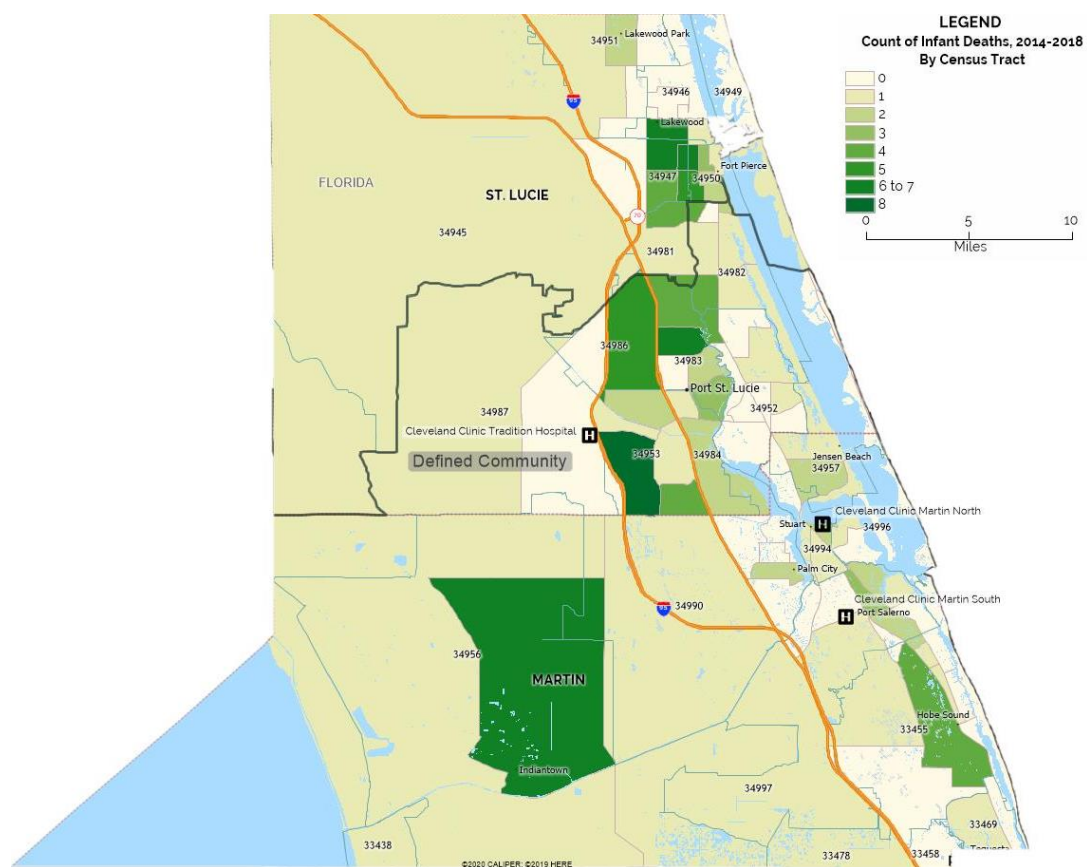 LEGEND
Count of Infant Deaths, 2014-2018
By Census Tract
0
1
2
3
4
5
6 to 7
8
0 5 10
Miles
34951
Lakewood Park
95
34946
34949
Lakewood
FLORIDA
34947
34950
Fort Pierce
ST. LUCIE
70
34945
34981
34982
34986
34983
Port St. Lucie
34987
34952
Cleveland Clinic Tradition Hospital
H
34953
34984
Jensen Beach
34957
Defined Community
Cleveland Clinic Martin North
Stuart
H
34996
34994
Palm City
Cleveland Clinic Martin South
34990
95
H
Port Salerno
34956
MARTIN
Hobe Sound
33455
Indiantown
34997
33469
33438
33478
33458
©2020 CALIPER; ©2019 HERE